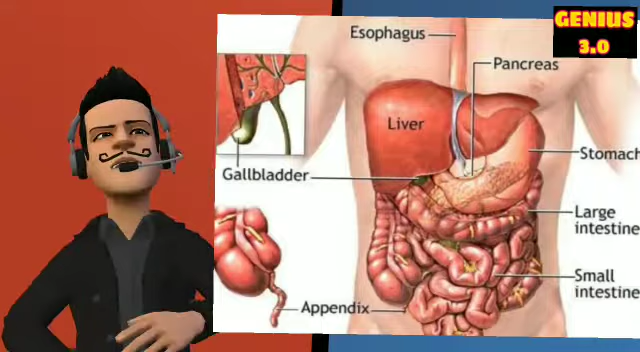 GENIUS
3.0
Esophagus
Pancreas
Liver
Stomach
Gallbladder
Large
intestine
Small
intestine
Appendix